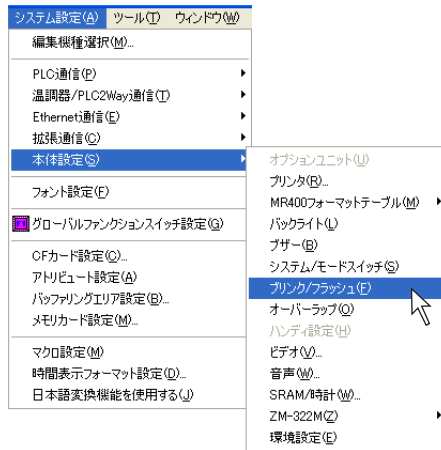 システム設定(A) ツール(T) ウィンドウ(W)
編集機種選択(M)...
PLC通信(P)
温調器/PLC2Way通信(T)
Ethernet通信(E)
拡張通信(C)
本体設定(S)
フォント設定(F)
グローバルファンクションスイッチ設定(G)
CFカード設定(C)...
アトリビュート設定(A)
バッファリングエリア設定(B)...
メモリカード設定(M)...
マクロ設定(M)
時間表示フォーマット設定(D)...
日本語変換機能を使用する(J)
オプションユニット(U)
プリンタ(R)...
MR400フォーマットテーブル(M)
バックライト(L)
ブザー(B)
システム/モードスイッチ(S)
ブリンク/フラッシュ(F)
オーバーラップ(O)
ハンディ設定(H)
ビデオ(V)...
音声(W)...
SRAM/時計(W)...
ZM-322M(Z)
環境設定(E)